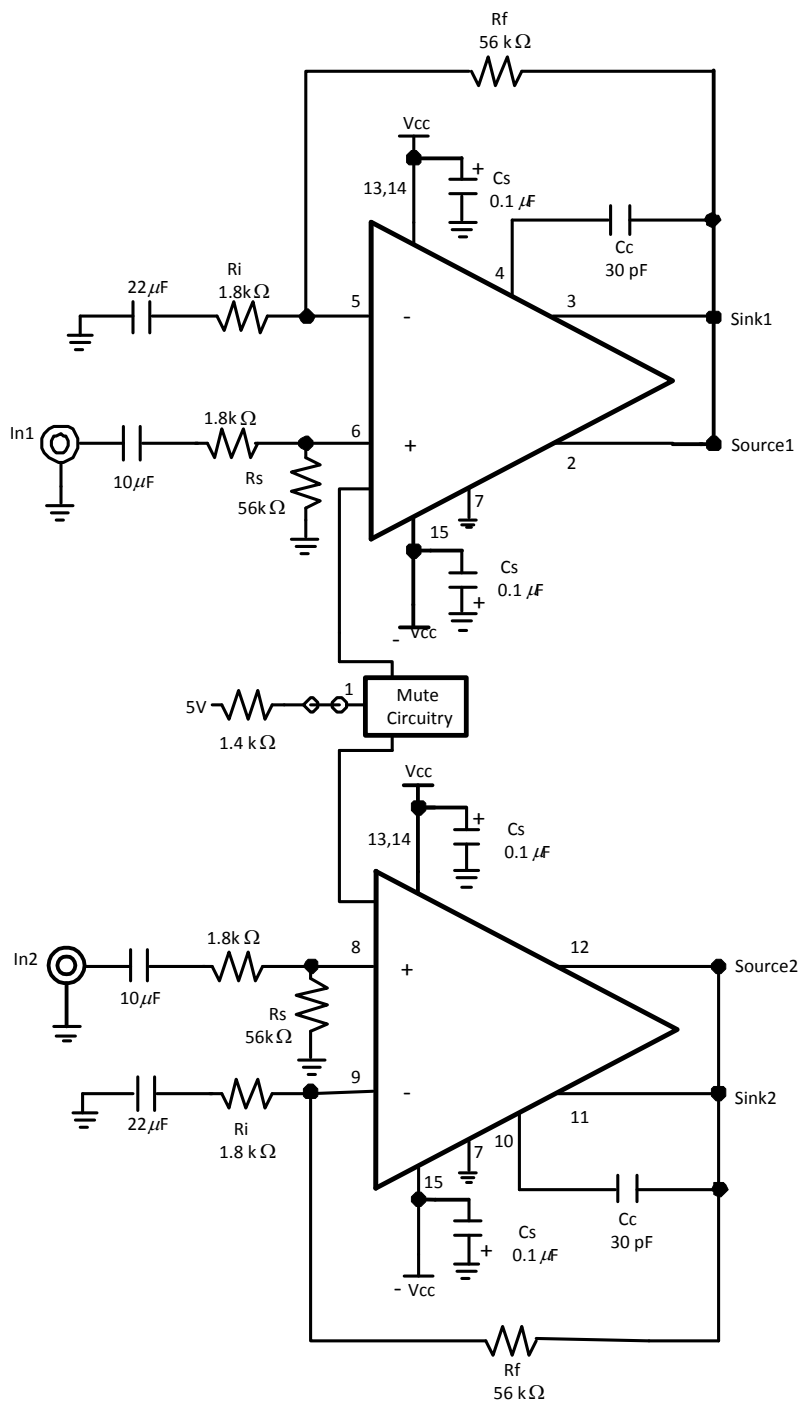 Rf
56 k Ω
Vcc
13,14
+
Cs
0.1 µF
4
Cc
30 pF
22µF
Ri
1.8kΩ
5
-
3
Sink1
In1
10µF
1.8kΩ
Rs
56kΩ
6
+
2
Source1
7
15
Cs
0.1 µF
+
- Vcc
5V
1.4 kΩ
1
Mute
Circuitry
Vcc
13,14
+
Cs
0.1 µF
In2
10µF
1.8k Ω
Rs
56kΩ
8
+
12
Source2
22µF
Ri
1.8 kΩ
9
-
11
Sink2
10
7
15
Cs
0.1 µF
+
- Vcc
Cc
30 pF
Rf
56 kΩ